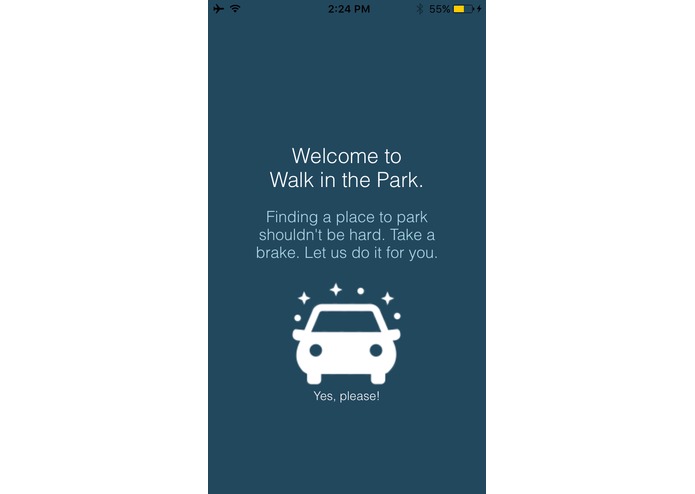 2:24 PM
55%
Welcome to
Walk in the Park.
Finding a place to park
shouldn't be hard. Take a
brake. Let us do it for you.
Yes, please!